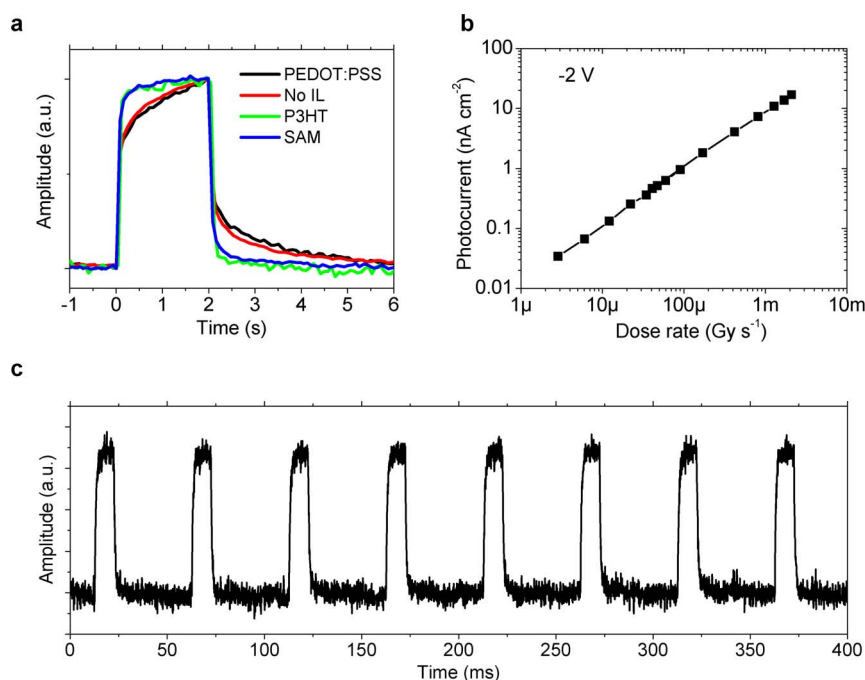 a
Amplitude (a.u.)
PEDOT:PSS
No IL
P3HT
SAM
-1 0 1 2 3 4 5 6
Time (s)
b
Photocurrent (nA cm⁻²)
-2 V
100
10
1
0.1
0.01
1µ 10µ 100µ 1m 10m
Dose rate (Gy s⁻¹)
c
Amplitude (a.u.)
0 50 100 150 200 250 300 350 400
Time (ms)